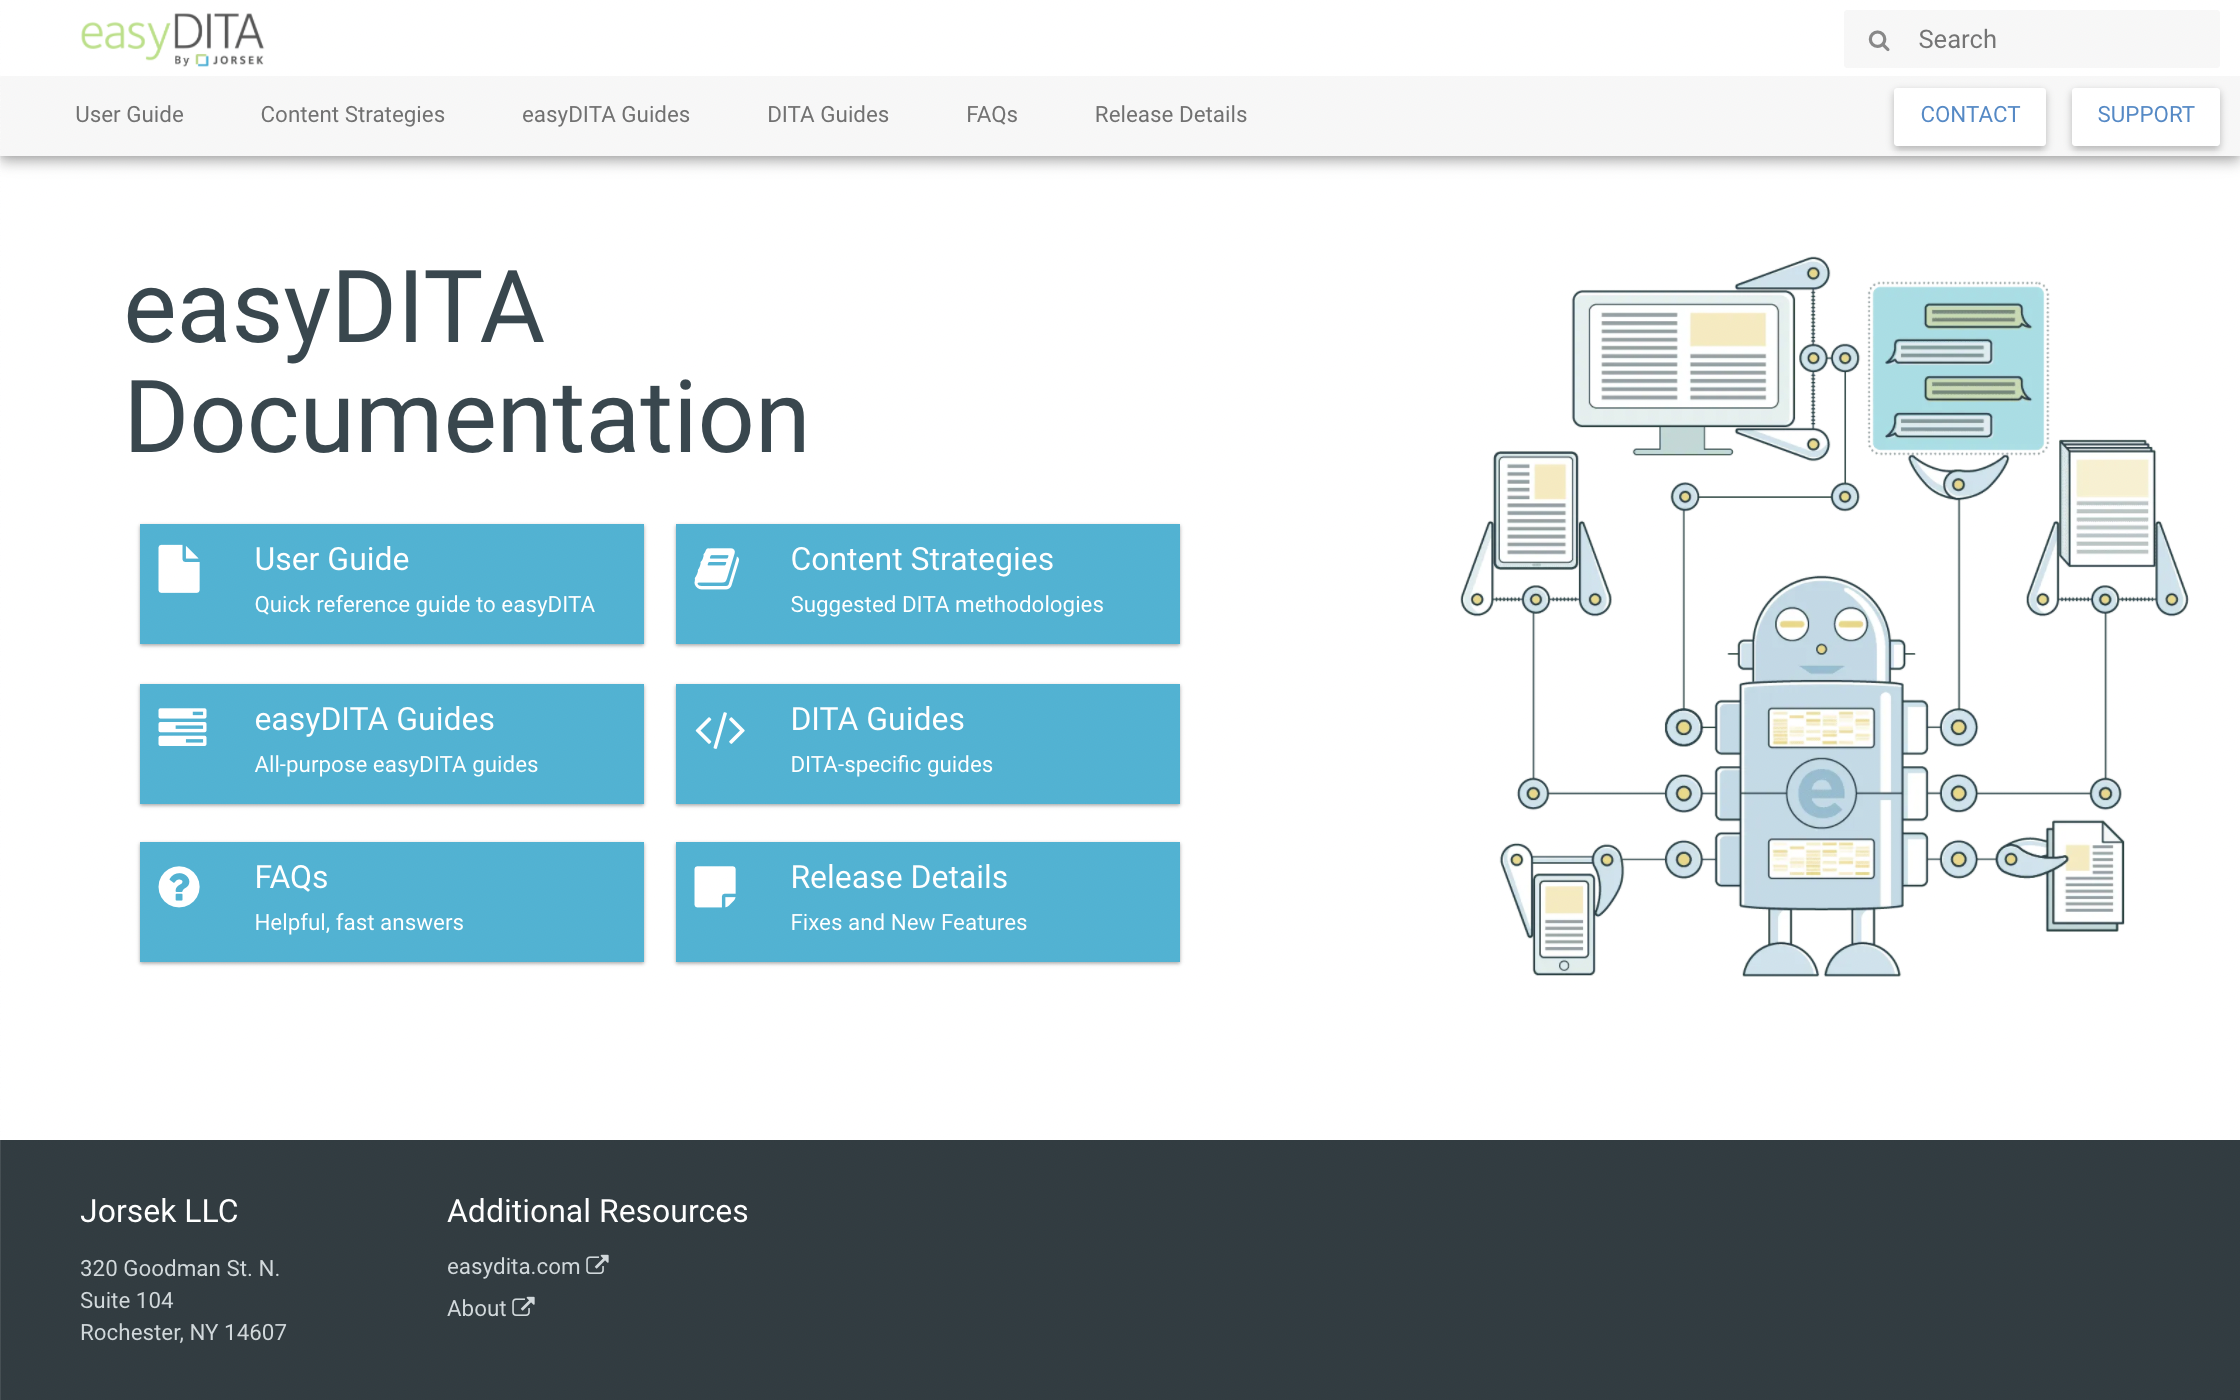 easyDITA
By JORSEK
Search
User Guide
Content Strategies
easyDITA Guides
DITA Guides
FAQs
Release Details
CONTACT
SUPPORT
easyDITA
Documentation
User Guide
Quick reference guide to easyDITA
Content Strategies
Suggested DITA methodologies
easyDITA Guides
All-purpose easyDITA guides
DITA Guides
DITA-specific guides
FAQs
Helpful, fast answers
Release Details
Fixes and New Features
e
Jorsek LLC
320 Goodman St. N.
Suite 104
Rochester, NY 14607
Additional Resources
easydita.com
About